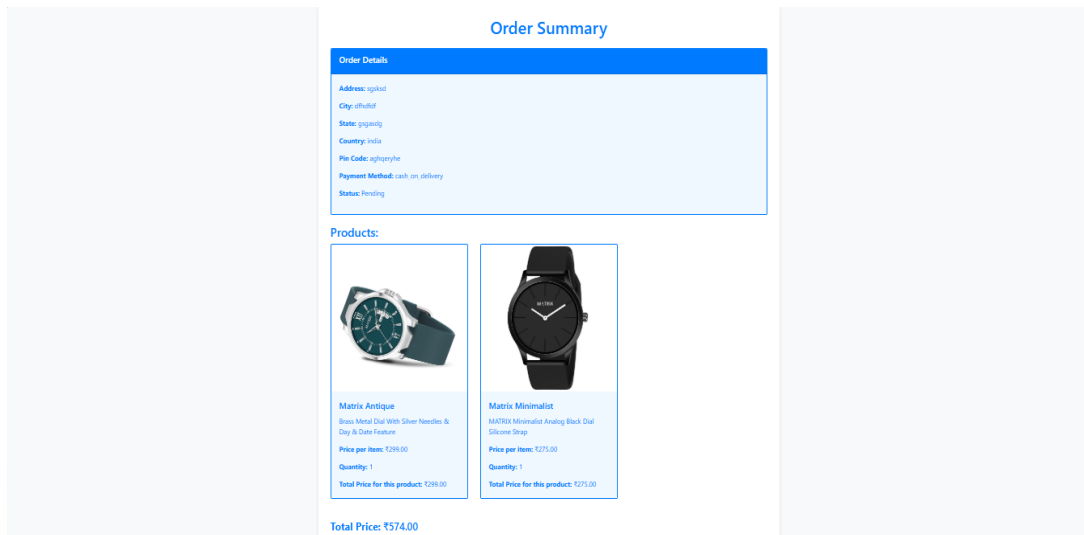 Order Summary
Order Details
Address: sgsksd
City: dfhdfdf
State: gsgasdg
Country: india
Pin Code: aghqeryhe
Payment Method: cash_on_delivery
Status: Pending
Products:
MATRIX
Matrix Antique
Brass Metal Dial With Silver Needles &
Day & Date Feature
Price per item: ₹299.00
Quantity: 1
Total Price for this product: ₹299.00
Matrix Minimalist
MATRIX Minimalist Analog Black Dial
Silicone Strap
Price per item: ₹275.00
Quantity: 1
Total Price for this product: ₹275.00
Total Price: ₹574.00